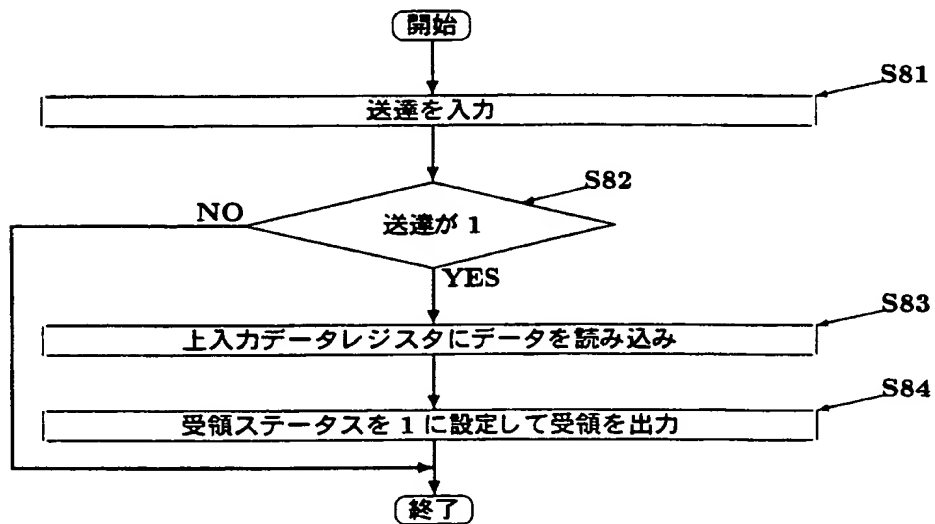 開始
S81
送達を入力
S82
NO
送達が 1
YES
S83
上入力データレジスタにデータを読み込み
S84
受領ステータスを 1 に設定して受領を出力
終了